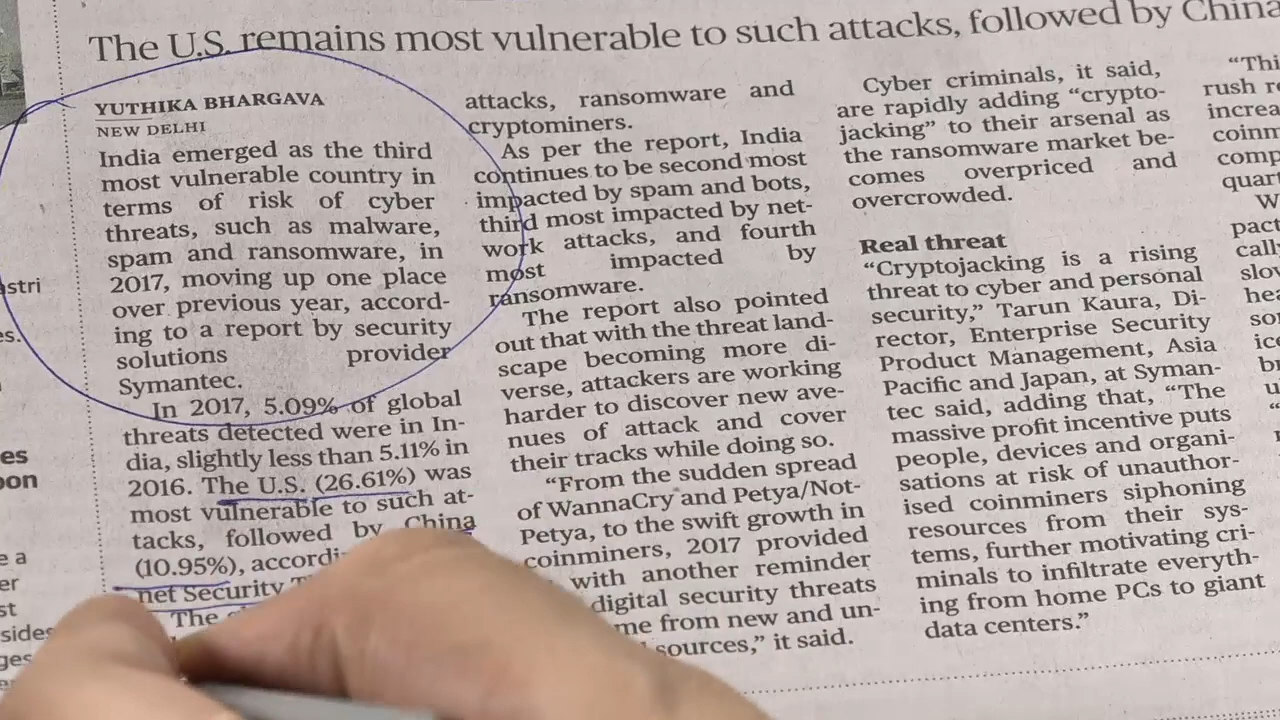 The U.S. remains most vulnerable to such attacks, followed by China
YUTHIKA BHARGAVA
NEW DELHI
India emerged as the third
most vulnerable country in
terms of risk of cyber
threats, such as malware,
spam and ransomware, in
2017, moving up one place
over previous year, accord-
ing to a report by security
solutions provider
Symantec.
In 2017, 5.09% of global
threats detected were in In-
dia, slightly less than 5.11% in
2016. The U.S. (26.61%) was
most vulnerable to such at-
tacks, followed by China
(10.95%),
net Security
The
attacks, ransomware and
cryptominers.
As per the report, India
continues to be second most
impacted by spam and bots,
third most impacted by net-
work attacks, and fourth
most impacted by
ransomware.
The report also pointed
out that with the threat land-
scape becoming more di-
verse, attackers are working
harder to discover new ave-
nues of attack and cover
their tracks while doing so.
“From the sudden spread
of WannaCry and Petya/Not-
Petya, to the swift growth in
coinminers, 2017 provided
with another reminder
digital security threats
from new and un-
sources,” it said.
Cyber criminals, it said,
are rapidly adding “crypto-
jacking” to their arsenal as
the ransomware market be-
comes overpriced and
overcrowded.
Real threat
“Cryptojacking is a rising
threat to cyber and personal
security,” Tarun Kaura, Di-
rector, Enterprise Security
Product Management, Asia
Pacific and Japan, at Syman-
tec said, adding that, “The
massive profit incentive puts
people, devices and organi-
sations at risk of unauthor-
ised coinminers siphoning
resources from their sys-
tems, further motivating cri-
minals to infiltrate everyth-
ing from home PCs to giant
data centers.”